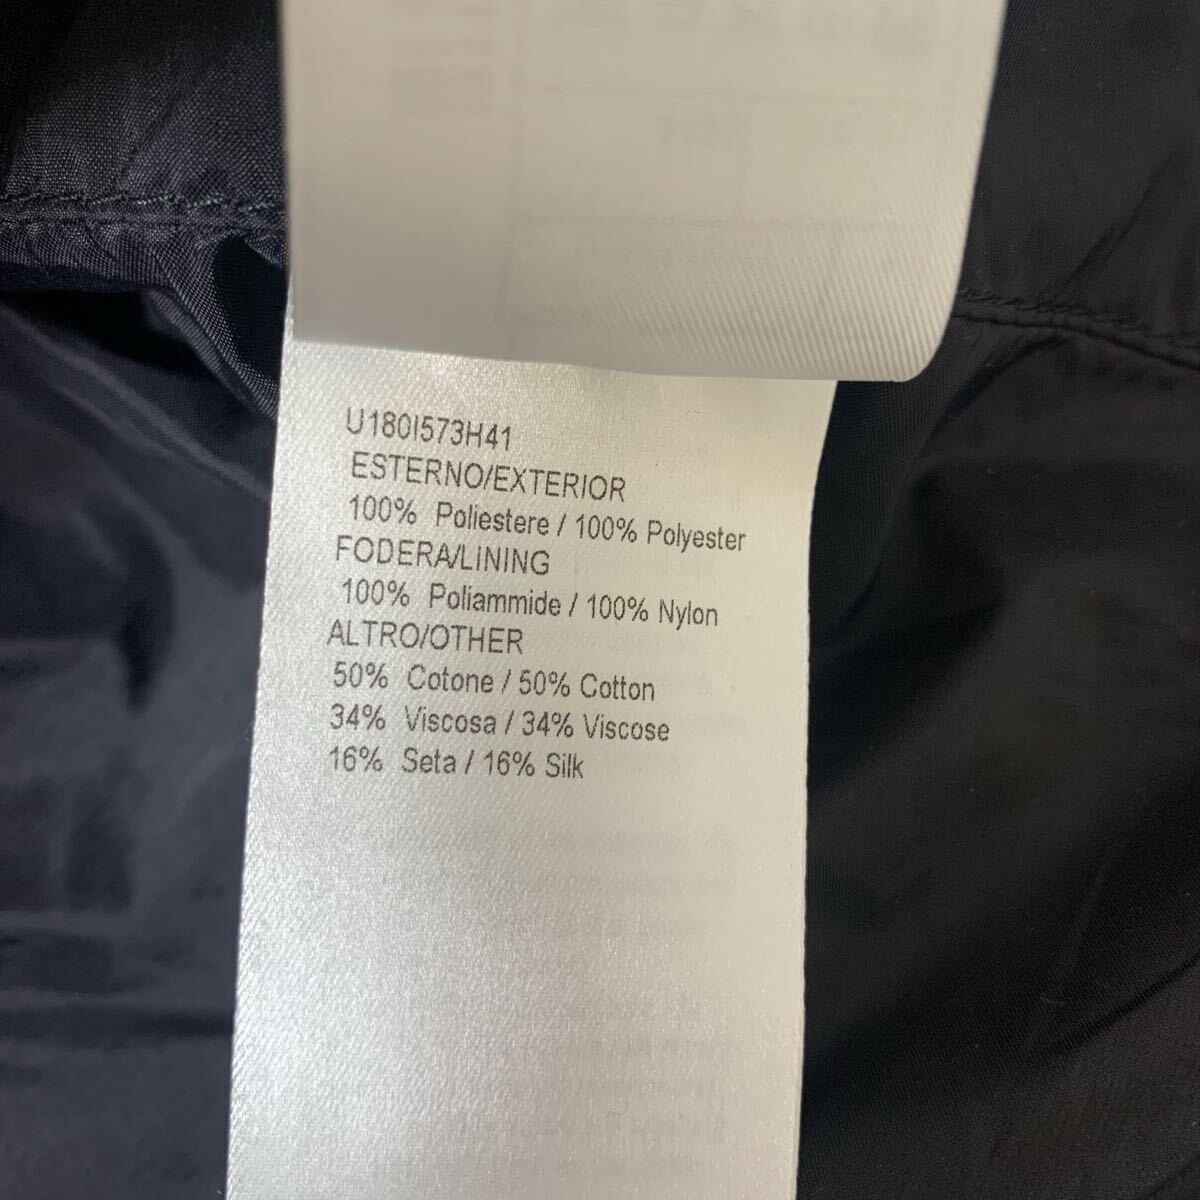 U180I573H41
ESTERNO/EXTERIOR
100% Poliestere / 100% Polyester
FODERA/LINING
100% Poliammide / 100% Nylon
ALTRO/OTHER
50% Cotone / 50% Cotton
34% Viscosa / 34% Viscose
16% Seta / 16% Silk